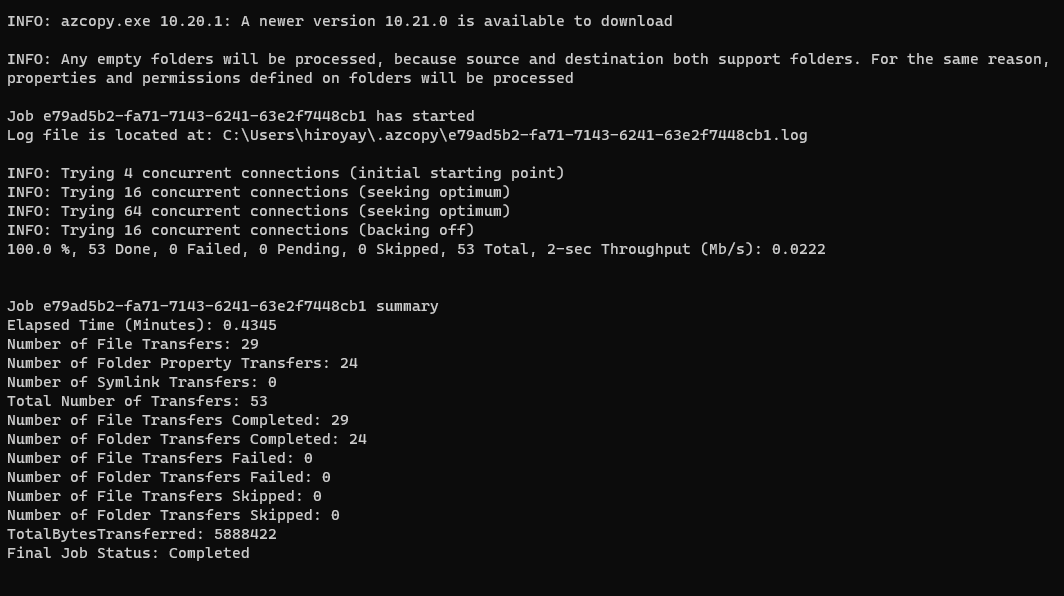 INFO: azcopy.exe 10.20.1: A newer version 10.21.0 is available to download
INFO: Any empty folders will be processed, because source and destination both support folders. For the same reason,
properties and permissions defined on folders will be processed
Job e79ad5b2-fa71-7143-6241-63e2f7448cb1 has started
Log file is located at: C:\Users\hiroyay\.azcopy\e79ad5b2-fa71-7143-6241-63e2f7448cb1.log
INFO: Trying 4 concurrent connections (initial starting point)
INFO: Trying 16 concurrent connections (seeking optimum)
INFO: Trying 64 concurrent connections (seeking optimum)
INFO: Trying 16 concurrent connections (backing off)
100.0 %, 53 Done, 0 Failed, 0 Pending, 0 Skipped, 53 Total, 2-sec Throughput (Mb/s): 0.0222
Job e79ad5b2-fa71-7143-6241-63e2f7448cb1 summary
Elapsed Time (Minutes): 0.4345
Number of File Transfers: 29
Number of Folder Property Transfers: 24
Number of Symlink Transfers: 0
Total Number of Transfers: 53
Number of File Transfers Completed: 29
Number of Folder Transfers Completed: 24
Number of File Transfers Failed: 0
Number of Folder Transfers Failed: 0
Number of File Transfers Skipped: 0
Number of Folder Transfers Skipped: 0
TotalBytesTransferred: 5888422
Final Job Status: Completed